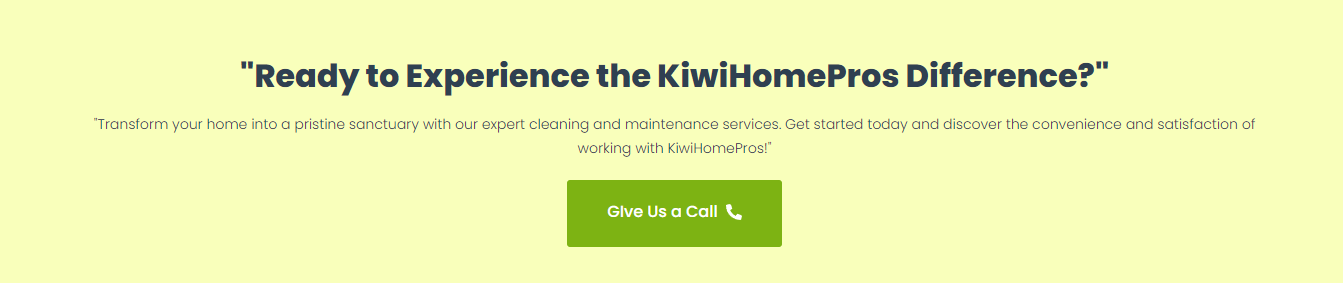 "Ready to Experience the KiwiHomePros Difference?"
"Transform your home into a pristine sanctuary with our expert cleaning and maintenance services. Get started today and discover the convenience and satisfaction of
working with KiwiHomePros!"
GIve Us a Call